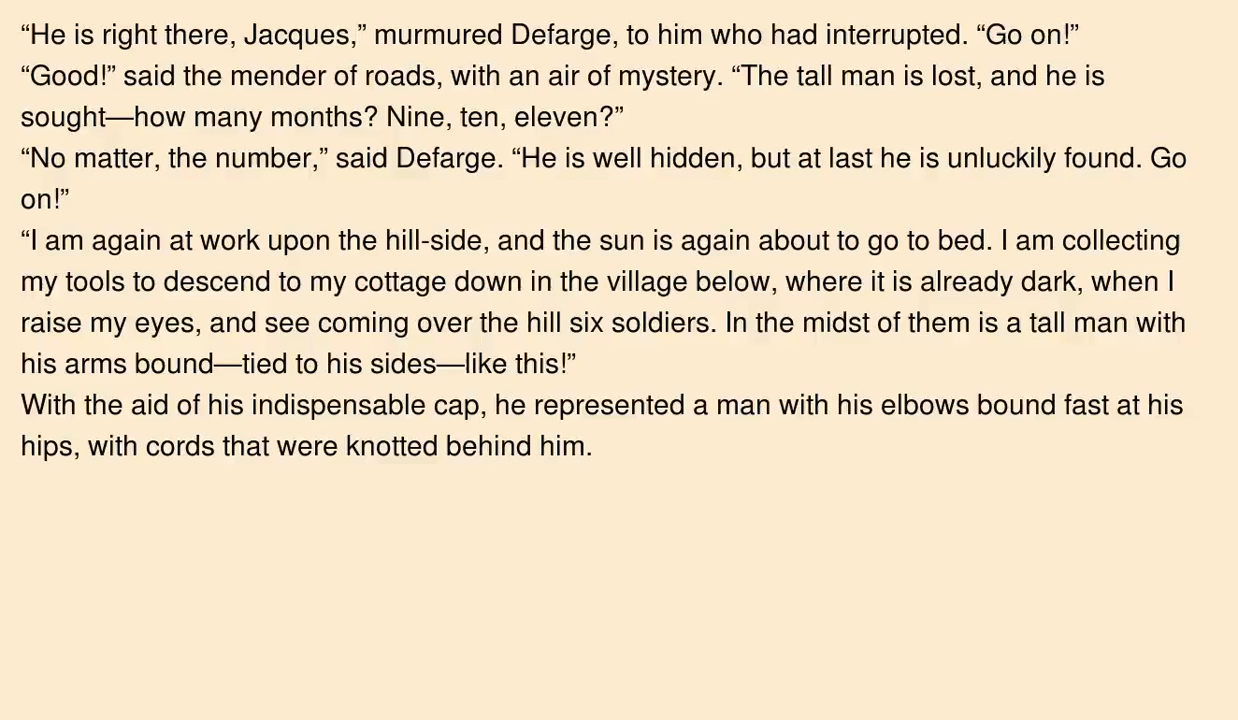 “He is right there, Jacques,” murmured Defarge, to him who had interrupted. “Go on!”
“Good!” said the mender of roads, with an air of mystery. “The tall man is lost, and he is
sought—how many months? Nine, ten, eleven?”
“No matter, the number,” said Defarge. “He is well hidden, but at last he is unluckily found. Go
on!”
“I am again at work upon the hill-side, and the sun is again about to go to bed. I am collecting
my tools to descend to my cottage down in the village below, where it is already dark, when I
raise my eyes, and see coming over the hill six soldiers. In the midst of them is a tall man with
his arms bound—tied to his sides—like this!”
With the aid of his indispensable cap, he represented a man with his elbows bound fast at his
hips, with cords that were knotted behind him.